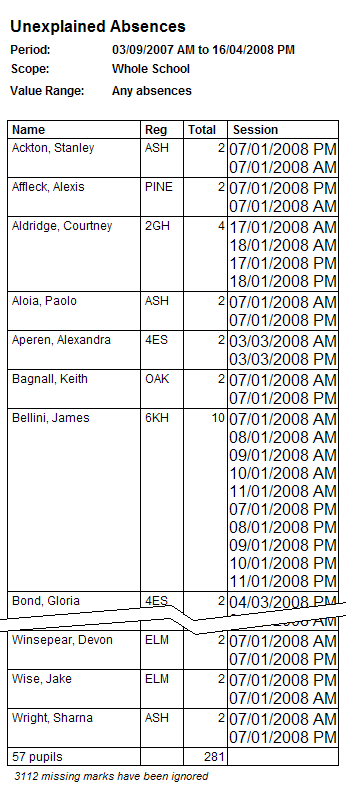 Unexplained Absences
Period: 03/09/2007 AM to 16/04/2008 PM
Scope: Whole School
Value Range: Any absences
Name Reg Total Session
Ackton, Stanley ASH 2 07/01/2008 PM
07/01/2008 AM
Affleck, Alexis PINE 2 07/01/2008 PM
07/01/2008 AM
Aldridge, Courtney 2GH 4 17/01/2008 AM
18/01/2008 AM
17/01/2008 PM
18/01/2008 PM
Aloia, Paolo ASH 2 07/01/2008 AM
07/01/2008 PM
Aperen, Alexandra 4ES 2 03/03/2008 AM
03/03/2008 PM
Bagnall, Keith OAK 2 07/01/2008 AM
07/01/2008 PM
Bellini, James 6KH 10 07/01/2008 AM
08/01/2008 AM
09/01/2008 AM
10/01/2008 AM
11/01/2008 AM
07/01/2008 PM
08/01/2008 PM
09/01/2008 PM
10/01/2008 PM
11/01/2008 PM
Bond, Gloria 4ES 2 04/03/2008 PM
Winsepear, Devon ELM 2 07/01/2008 AM
07/01/2008 PM
Wise, Jake ELM 2 07/01/2008 AM
07/01/2008 PM
Wright, Sharna ASH 2 07/01/2008 AM
07/01/2008 PM
57 pupils 281
3112 missing marks have been ignored